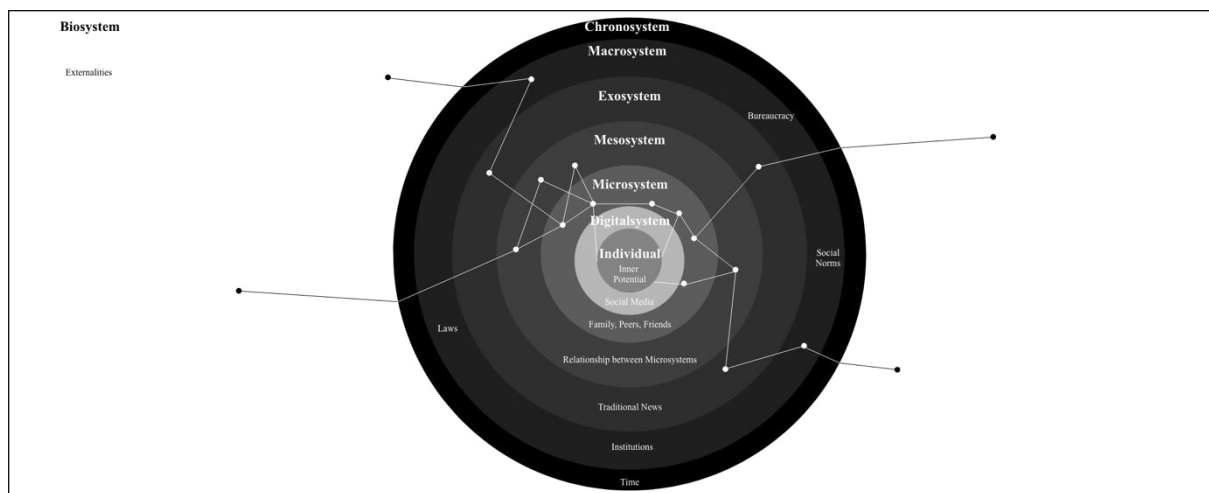 Biosystem
Externalities
Chronosystem
Macrosystem
Exosystem
Bureaucracy
Mesosystem
Microsystem
Digitalsystem
Individual
Inner
Potential
Social
Norms
Social Media
Family, Peers, Friends
Laws
Relationship between Microsystems
Traditional News
Institutions
Time